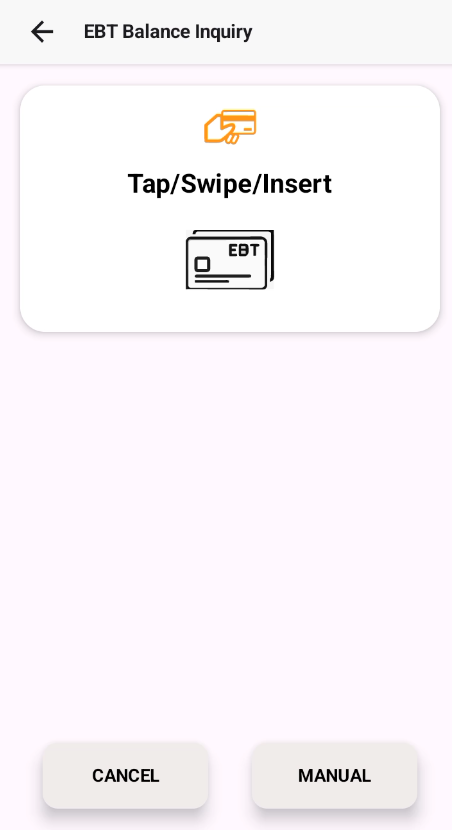 EBT Balance Inquiry
Tap/Swipe/Insert
EBT
CANCEL
MANUAL